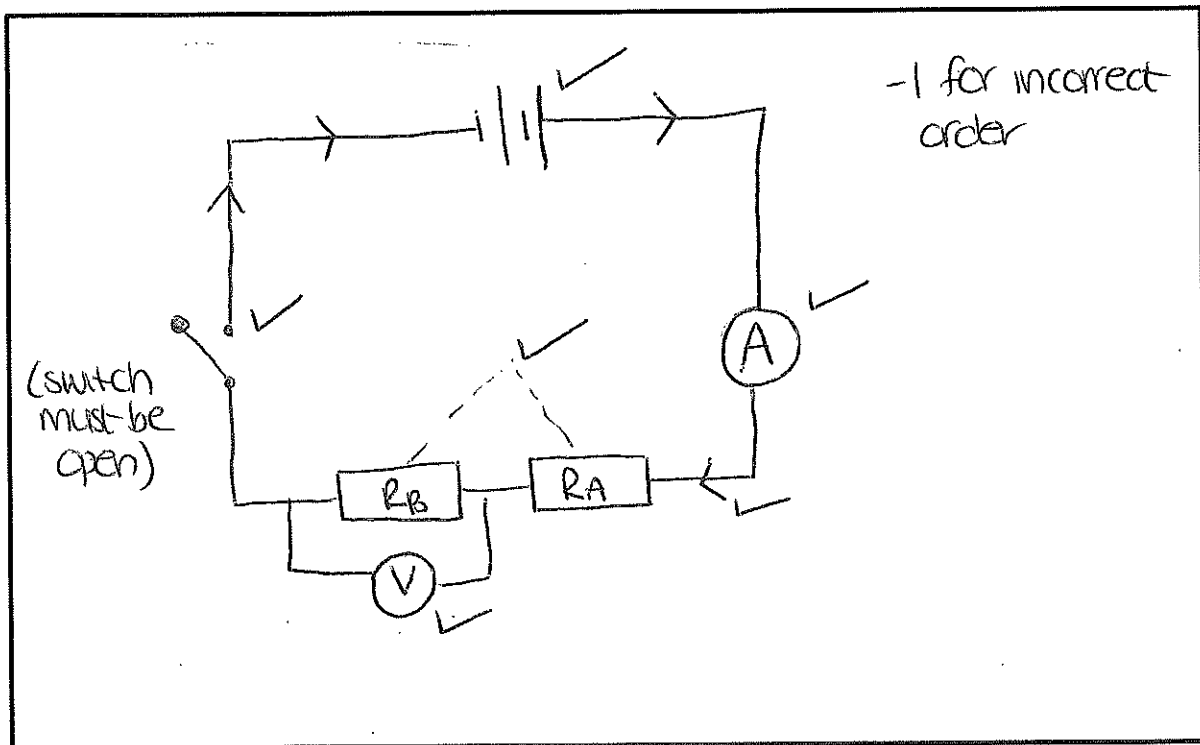 -1 for incorrect
order
A
(switch
must be
open)
RB
RA
V